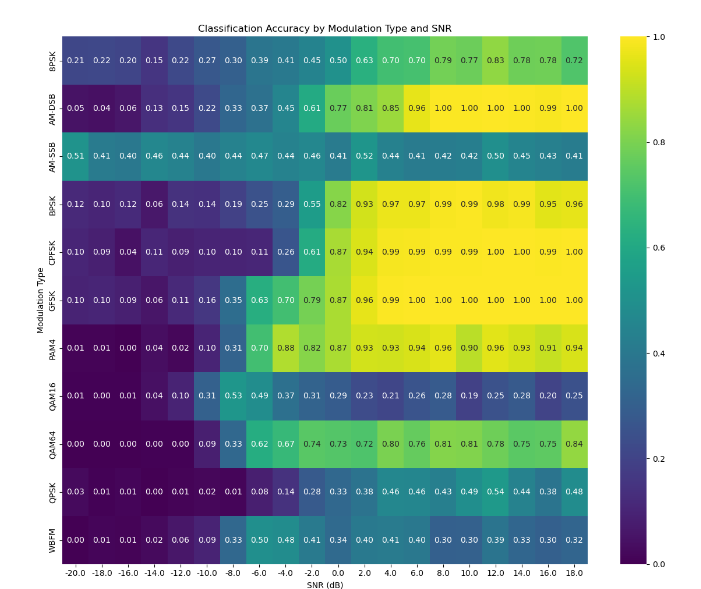 Classification Accuracy by Modulation Type and SNR
8PSK 0.21 0.22 0.20 0.15 0.22 0.27 0.30 0.39 0.41 0.45 0.50 0.63 0.70 0.70 0.79 0.77 0.83 0.78 0.78 0.72
AM-DSB 0.05 0.04 0.06 0.13 0.15 0.22 0.33 0.37 0.45 0.61 0.77 0.81 0.85 0.96 1.00 1.00 1.00 1.00 0.99 1.00
AM-SSB 0.51 0.41 0.40 0.46 0.44 0.40 0.44 0.47 0.44 0.46 0.41 0.52 0.44 0.41 0.42 0.42 0.50 0.45 0.43 0.41
BPSK 0.12 0.10 0.12 0.06 0.14 0.14 0.19 0.25 0.29 0.55 0.82 0.93 0.97 0.97 0.99 0.99 0.98 0.99 0.95 0.96
CPFSK 0.10 0.09 0.04 0.11 0.09 0.10 0.10 0.11 0.26 0.61 0.87 0.94 0.99 0.99 0.99 0.99 1.00 1.00 0.99 1.00
GFSK 0.10 0.10 0.09 0.06 0.11 0.16 0.35 0.63 0.70 0.79 0.87 0.96 0.99 1.00 1.00 1.00 1.00 1.00 1.00 1.00
PAM4 0.01 0.01 0.00 0.04 0.02 0.10 0.31 0.70 0.88 0.82 0.87 0.93 0.93 0.94 0.96 0.90 0.96 0.93 0.91 0.94
QAM16 0.01 0.00 0.01 0.04 0.10 0.31 0.53 0.49 0.37 0.31 0.29 0.23 0.21 0.26 0.28 0.19 0.25 0.28 0.20 0.25
QAM64 0.00 0.00 0.00 0.00 0.00 0.09 0.33 0.62 0.67 0.74 0.73 0.72 0.80 0.76 0.81 0.81 0.78 0.75 0.75 0.84
QPSK 0.03 0.01 0.01 0.00 0.01 0.02 0.01 0.08 0.14 0.28 0.33 0.38 0.46 0.46 0.43 0.49 0.54 0.44 0.38 0.48
WBFM 0.00 0.01 0.01 0.02 0.06 0.09 0.33 0.50 0.48 0.41 0.34 0.40 0.41 0.40 0.30 0.30 0.39 0.33 0.30 0.32
-20.0 -18.0 -16.0 -14.0 -12.0 -10.0 -8.0 -6.0 -4.0 -2.0 0.0 2.0 4.0 6.0 8.0 10.0 12.0 14.0 16.0 18.0
SNR (dB)
Modulation Type
1.0
0.8
0.6
0.4
0.2
0.0